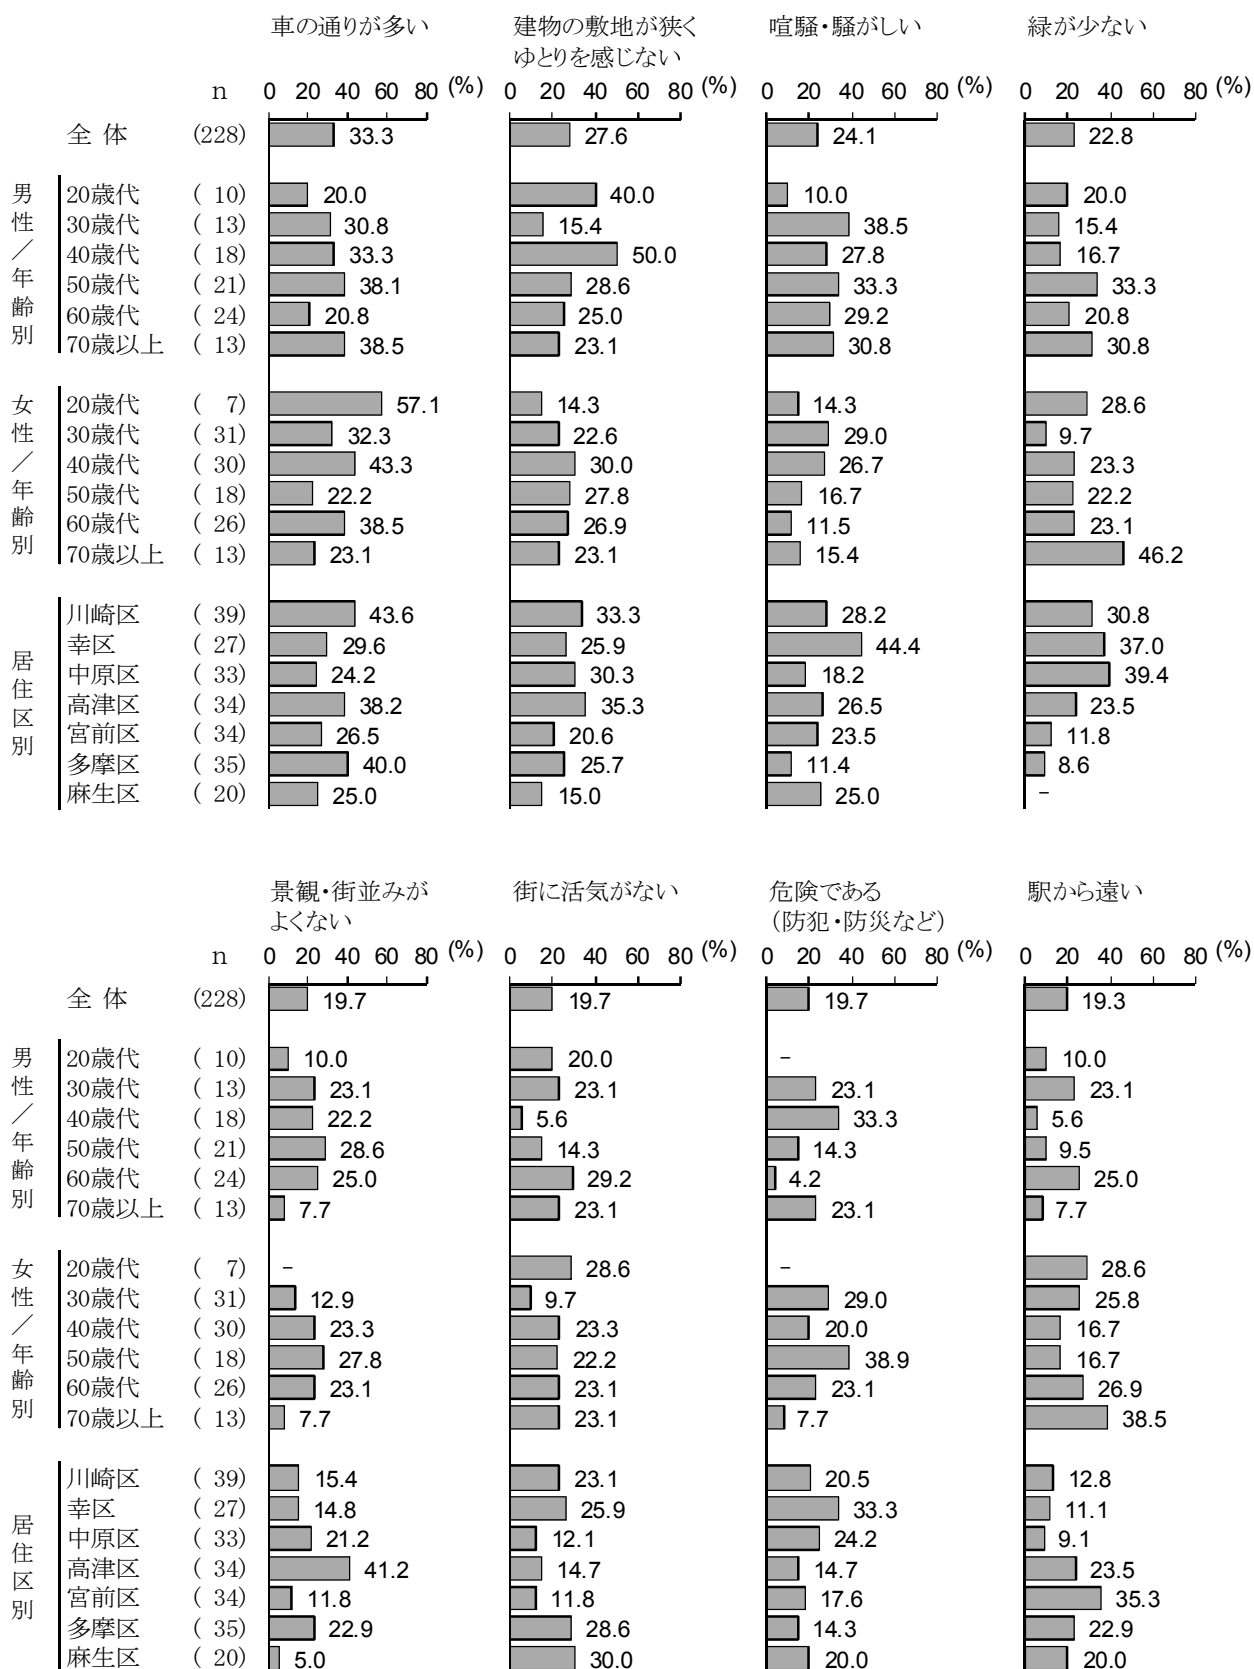 車の通りが多い 建物の敷地が狭く 喧騒・騒がしい 緑が少ない
ゆとりを感じない
n 0 20 40 60 80 (%) 0 20 40 60 80 (%) 0 20 40 60 80 (%) 0 20 40 60 80 (%)
全 体 (228) 33.3 27.6 24.1 22.8
男性／年齢別
20歳代 ( 10) 20.0 40.0 10.0 20.0
30歳代 ( 13) 30.8 15.4 38.5 15.4
40歳代 ( 18) 33.3 50.0 27.8 16.7
50歳代 ( 21) 38.1 28.6 33.3 33.3
60歳代 ( 24) 20.8 25.0 29.2 20.8
70歳以上 ( 13) 38.5 23.1 30.8 30.8
女性／年齢別
20歳代 ( 7) 57.1 14.3 14.3 28.6
30歳代 ( 31) 32.3 22.6 29.0 9.7
40歳代 ( 30) 43.3 30.0 26.7 23.3
50歳代 ( 18) 22.2 27.8 16.7 22.2
60歳代 ( 26) 38.5 26.9 11.5 23.1
70歳以上 ( 13) 23.1 23.1 15.4 46.2
居住区別
川崎区 ( 39) 43.6 33.3 28.2 30.8
幸区 ( 27) 29.6 25.9 44.4 37.0
中原区 ( 33) 24.2 30.3 18.2 39.4
高津区 ( 34) 38.2 35.3 26.5 23.5
宮前区 ( 34) 26.5 20.6 23.5 11.8
多摩区 ( 35) 40.0 25.7 11.4 8.6
麻生区 ( 20) 25.0 15.0 25.0 -
景観・街並みが 街に活気がない 危険である 駅から遠い
よくない （防犯・防災など）
n 0 20 40 60 80 (%) 0 20 40 60 80 (%) 0 20 40 60 80 (%) 0 20 40 60 80 (%)
全 体 (228) 19.7 19.7 19.7 19.3
男性／年齢別
20歳代 ( 10) 10.0 20.0 - 10.0
30歳代 ( 13) 23.1 23.1 23.1 23.1
40歳代 ( 18) 22.2 5.6 33.3 5.6
50歳代 ( 21) 28.6 14.3 14.3 9.5
60歳代 ( 24) 25.0 29.2 4.2 25.0
70歳以上 ( 13) 7.7 23.1 23.1 7.7
女性／年齢別
20歳代 ( 7) - 28.6 - 28.6
30歳代 ( 31) 12.9 9.7 29.0 25.8
40歳代 ( 30) 23.3 23.3 20.0 16.7
50歳代 ( 18) 27.8 22.2 38.9 16.7
60歳代 ( 26) 23.1 23.1 23.1 26.9
70歳以上 ( 13) 7.7 23.1 7.7 38.5
居住区別
川崎区 ( 39) 15.4 23.1 20.5 12.8
幸区 ( 27) 14.8 25.9 33.3 11.1
中原区 ( 33) 21.2 12.1 24.2 9.1
高津区 ( 34) 41.2 14.7 14.7 23.5
宮前区 ( 34) 11.8 11.8 17.6 35.3
多摩区 ( 35) 22.9 28.6 14.3 22.9
麻生区 ( 20) 5.0 30.0 20.0 20.0